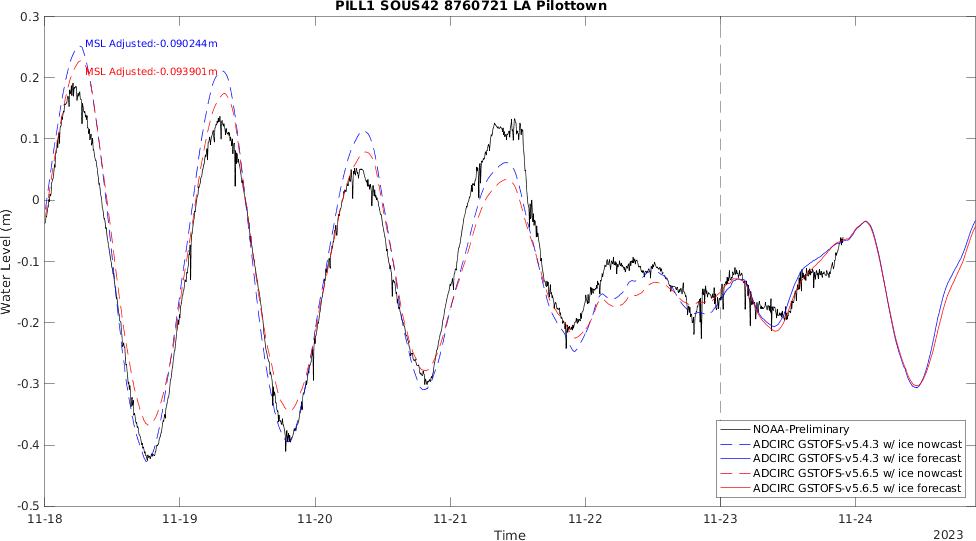 PILL1 SOUS42 8760721 LA Pilottown
0.3
MSL Adjusted:-0.090244m
MSL Adjusted:-0.093901m
0.2
0.1
0
-0.1
-0.2
-0.3
-0.4
-0.5
Water Level (m)
NOAA-Preliminary
ADCIRC GSTOFS-v5.4.3 w/ ice nowcast
ADCIRC GSTOFS-v5.4.3 w/ ice forecast
ADCIRC GSTOFS-v5.6.5 w/ ice nowcast
ADCIRC GSTOFS-v5.6.5 w/ ice forecast
11-18 11-19 11-20 11-21 11-22 11-23 11-24
Time
2023